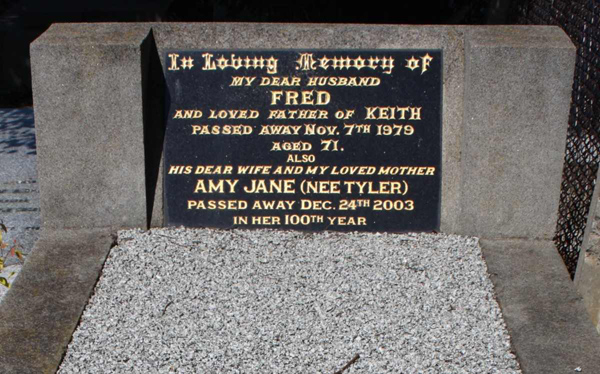 In Loving Memory of
MY DEAR HUSBAND
FRED
AND LOVED FATHER OF KEITH
PASSED AWAY NOV. 7TH 1979
AGED 71.
ALSO
HIS DEAR WIFE AND MY LOVED MOTHER
AMY JANE (NEE TYLER)
PASSED AWAY DEC. 24TH 2003
IN HER 100TH YEAR